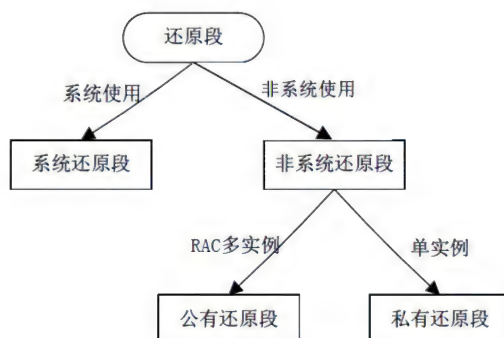 还原段
系统使用
非系统使用
系统还原段
非系统还原段
RAC多实例
单实例
公有还原段
私有还原段